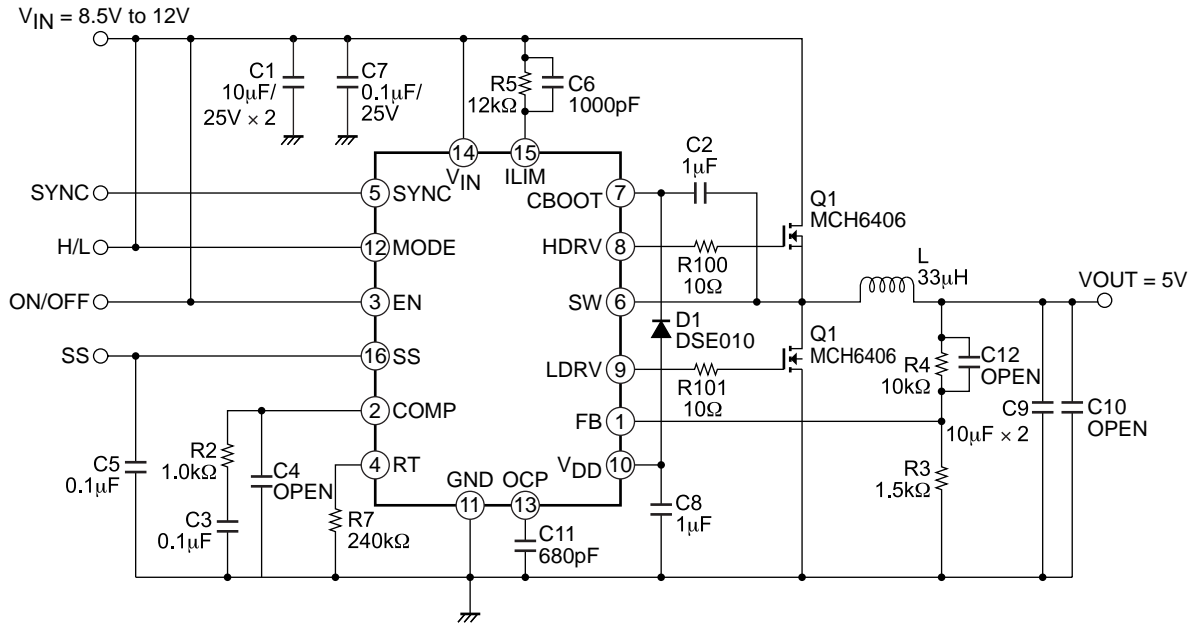 VIN = 8.5V to 12V
C1
10μF/
25V × 2
C7
0.1μF/
25V
R5
12kΩ
C6
1000pF
14
VIN
15
ILIM
SYNC
5
SYNC
H/L
12
MODE
ON/OFF
3
EN
SS
16
SS
2
COMP
4
RT
GND
11
OCP
13
CBOOT
7
HDRV
8
SW
6
LDRV
9
FB
1
VDD
10
C2
1μF
R100
10Ω
D1
DSE010
R101
10Ω
Q1
MCH6406
Q1
MCH6406
L
33μH
VOUT = 5V
R4
10kΩ
C12
OPEN
C9
10μF × 2
C10
OPEN
R3
1.5kΩ
C5
0.1μF
R2
1.0kΩ
C3
0.1μF
C4
OPEN
R7
240kΩ
C11
680pF
C8
1μF